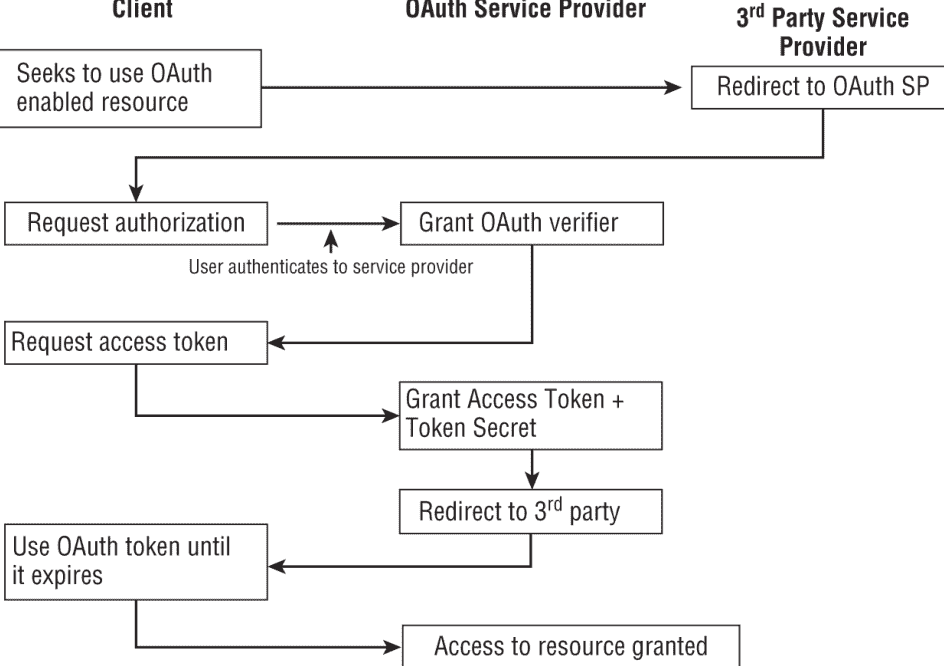 Client
OAuth Service Provider
3rd Party Service
Provider
Seeks to use OAuth
enabled resource
Redirect to OAuth SP
Request authorization
Grant OAuth verifier
User authenticates to service provider
Request access token
Grant Access Token +
Token Secret
Redirect to 3rd party
Use OAuth token until
it expires
Access to resource granted